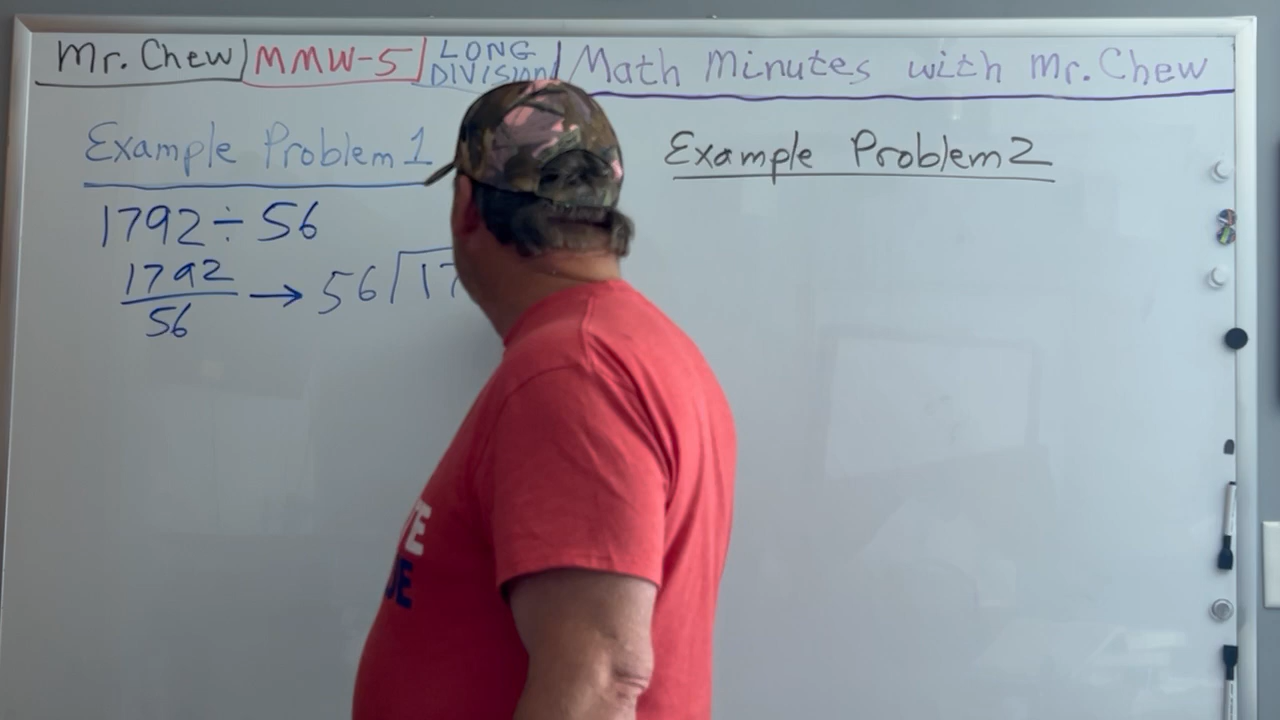 Mr. Chew | MMW-5 | LONG DIVISION | Math Minutes with Mr. Chew
Example Problem 1
1792 ÷ 56
1792
56
→ 56 17
Example Problem 2